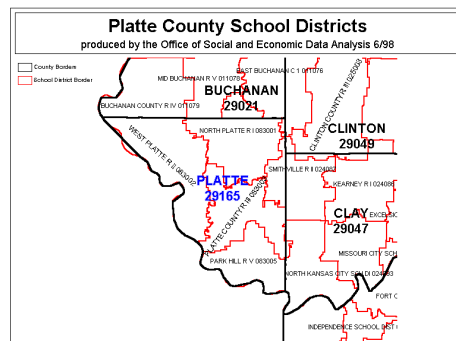 Platte County School Districts
produced by the Office of Social and Economic Data Analysis 6/98
County Borders
School District Border
EAST BUCHANAN C 1 011076
MID BUCHANAN R V 011078
BUCHANAN
29021
BUCHANAN COUNTY R IV 011079
CLINTON COUNTY R III 025003
CLINTON
29049
NORTH PLATTE R I 083001
WEST PLATTE R II 083002
SMITHVILLE R II 024087
PLATTE
29165
KEARNEY R I 024086
PLATTE COUNTY R III
CLAY
29047
EXCELSIO
MISSOURI CITY SCH
PARK HILL R V 083005
NORTH KANSAS CITY SCH DI 024093
FORT O
INDEPENDENCE SCHOOL DIST